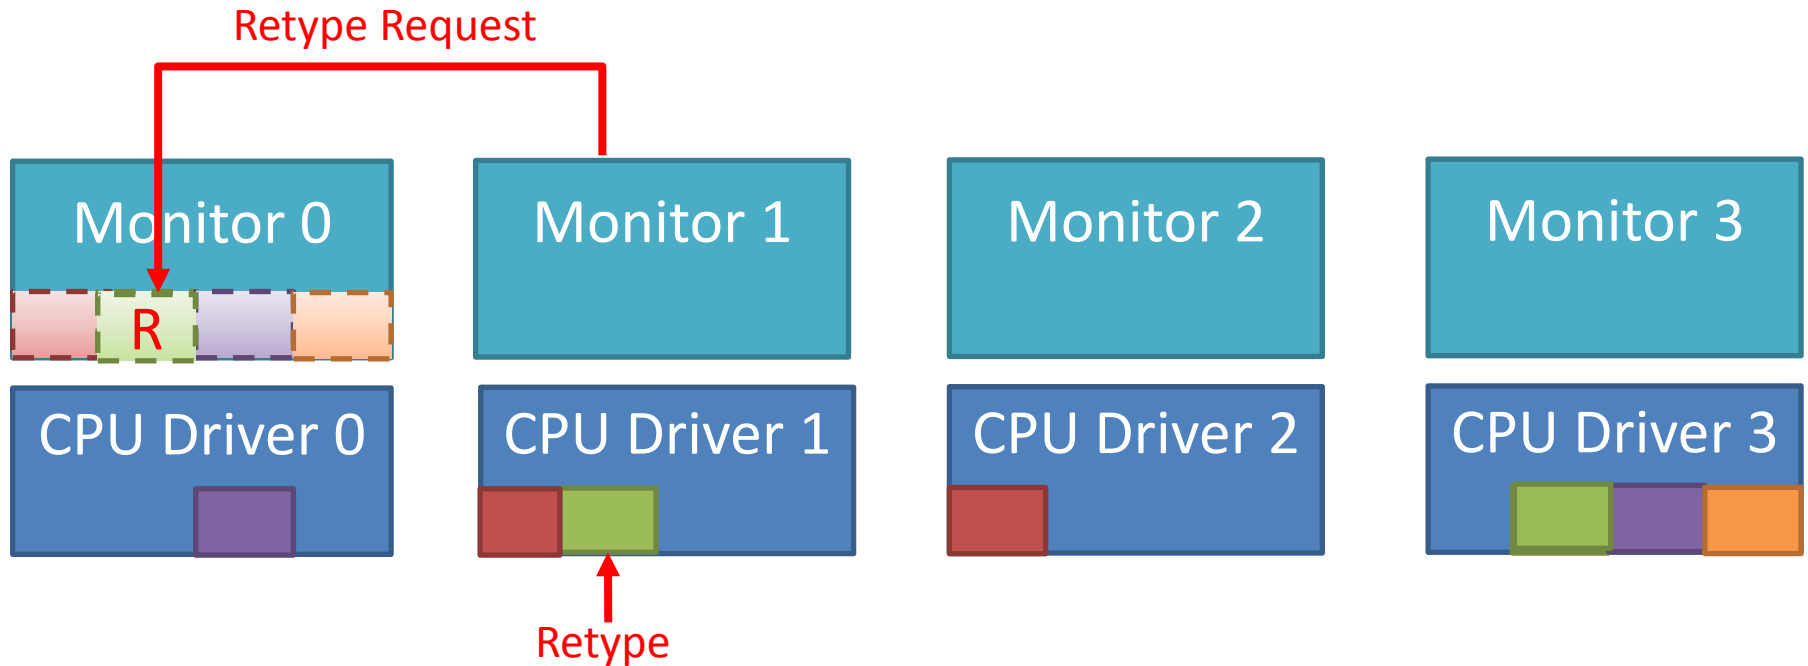 Retype Request
Monitor 0
Monitor 1
Monitor 2
Monitor 3
R
CPU Driver 0
CPU Driver 1
CPU Driver 2
CPU Driver 3
Retype